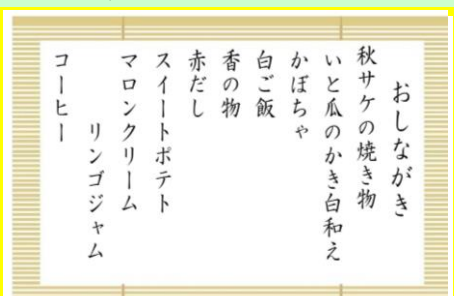 おしながき
秋サケの焼き物
いと瓜のかき白和え
かぼちゃ
白ご飯
香の物
赤だし
スイートポテト
マロンクリーム
リンゴジャム
コーヒー